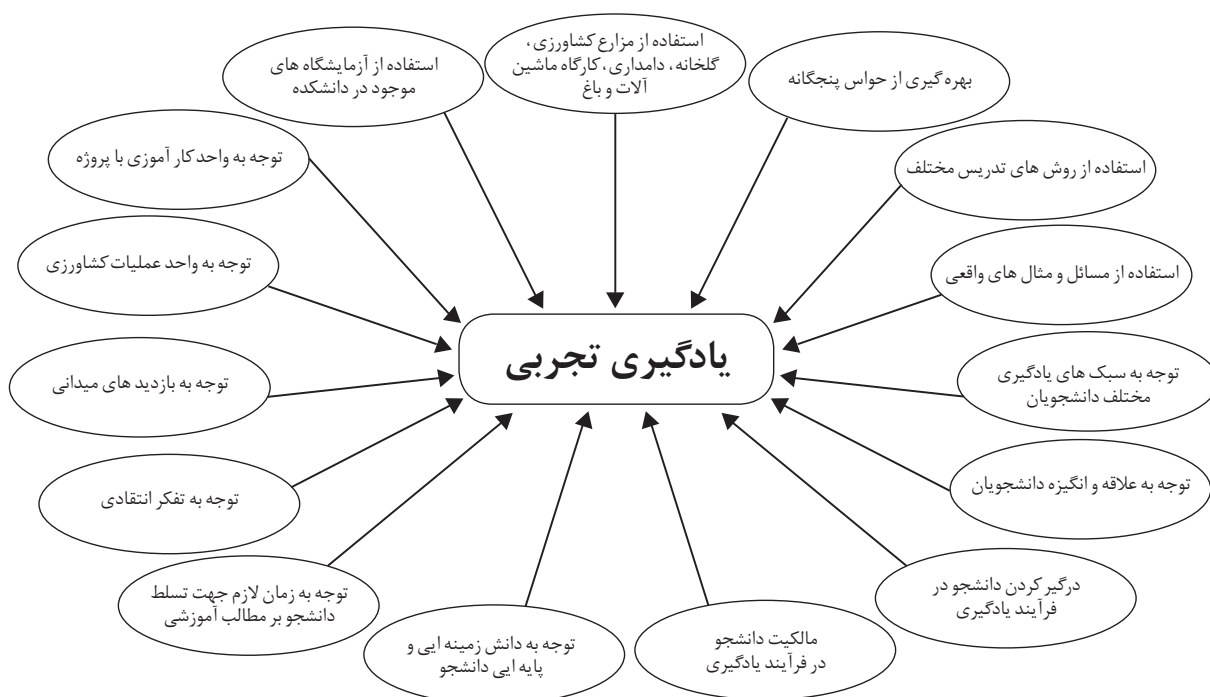 استفاده از مزارع کشاورزی،
گلخانه، دامداری، کارگاه ماشین
آلات و باغ
بهره گیری از حواس پنجگانه
استفاده از روش های تدریس مختلف
استفاده از مسائل و مثال های واقعی
توجه به سبک های یادگیری
مختلف دانشجویان
توجه به علاقه و انگیزه دانشجویان
درگیر کردن دانشجو در
فرآیند یادگیری
مالکیت دانشجو
در فرآیند یادگیری
توجه به دانش زمینه ایی و
پایه ایی دانشجو
توجه به زمان لازم جهت تسلط
دانشجو بر مطالب آموزشی
توجه به تفکر انتقادی
توجه به بازدید های میدانی
توجه به واحد عملیات کشاورزی
توجه به واحد کار آموزی با پروژه
استفاده از آزمایشگاه های
موجود در دانشکده
یادگیری تجربی